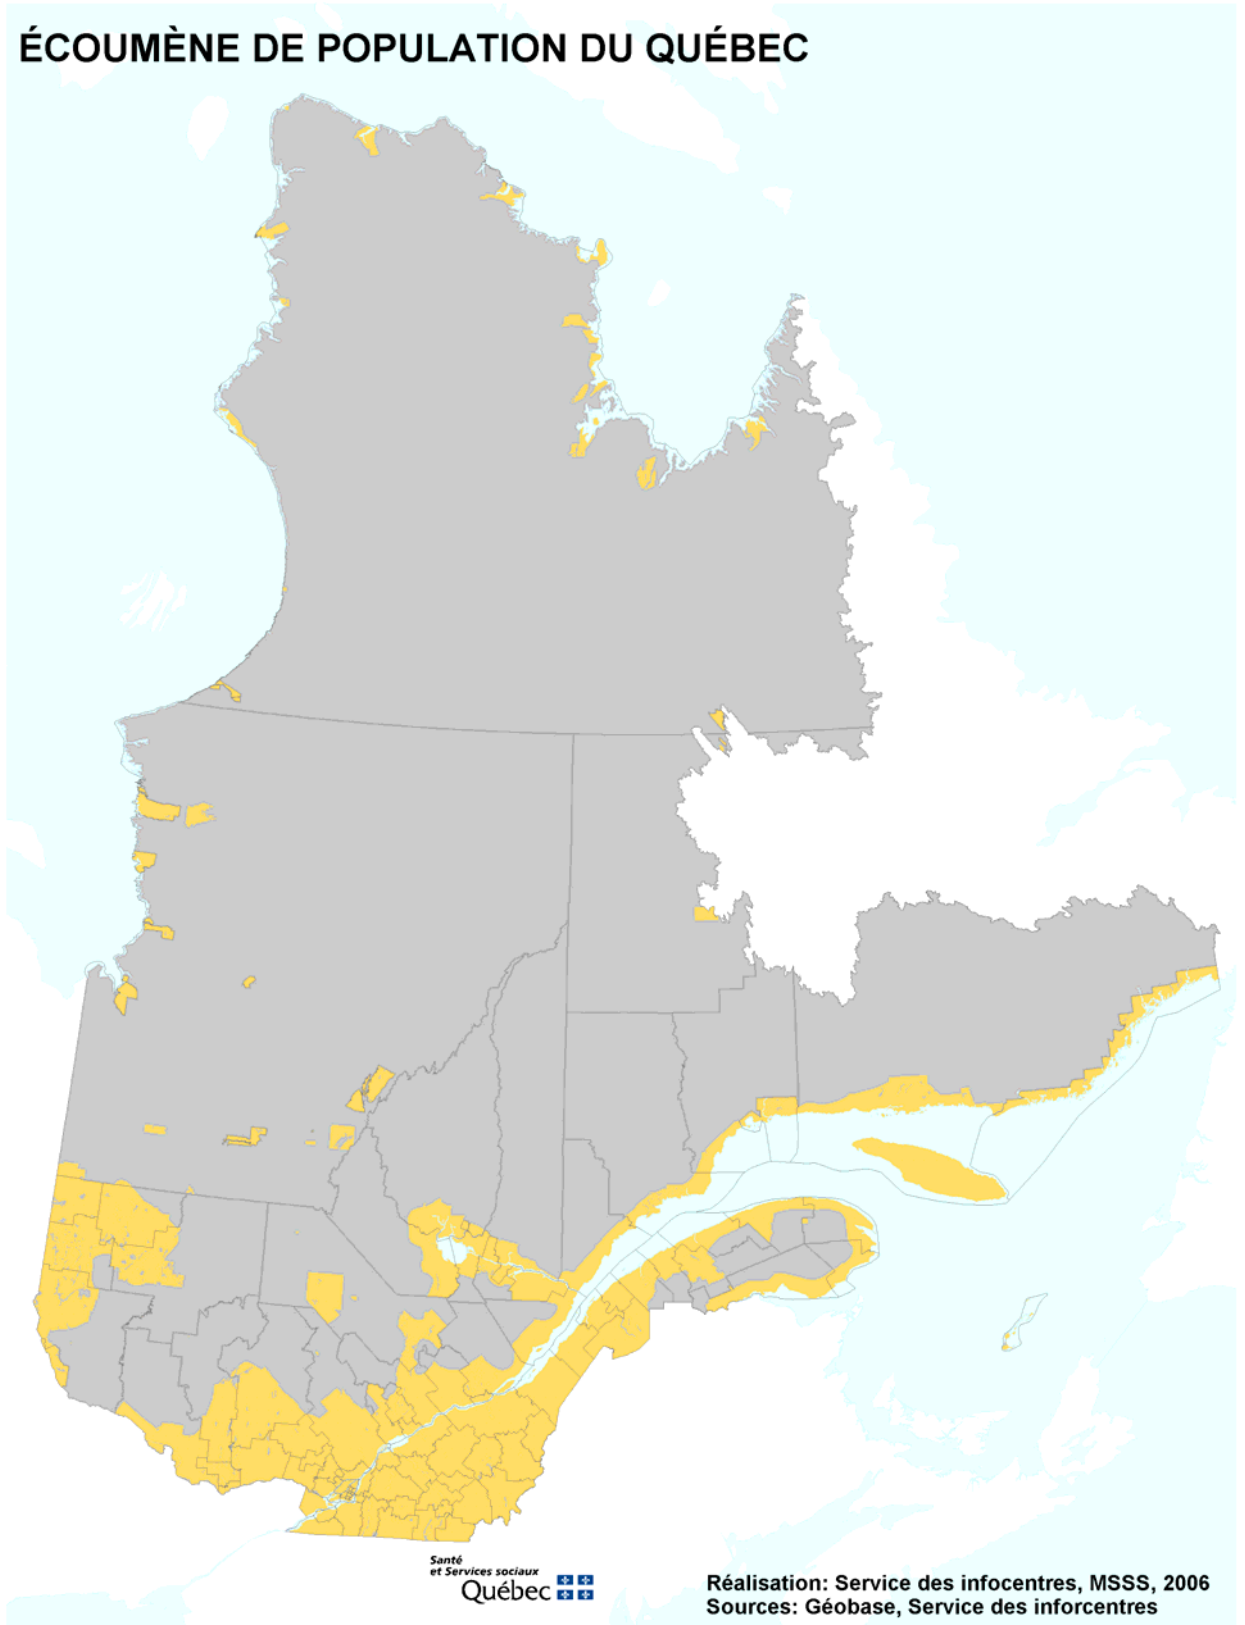 ÉCOUMÈNE DE POPULATION DU QUÉBEC
Santé
et Services sociaux
Québec
Réalisation: Service des infocentres, MSSS, 2006
Sources: Géobase, Service des inforcentres